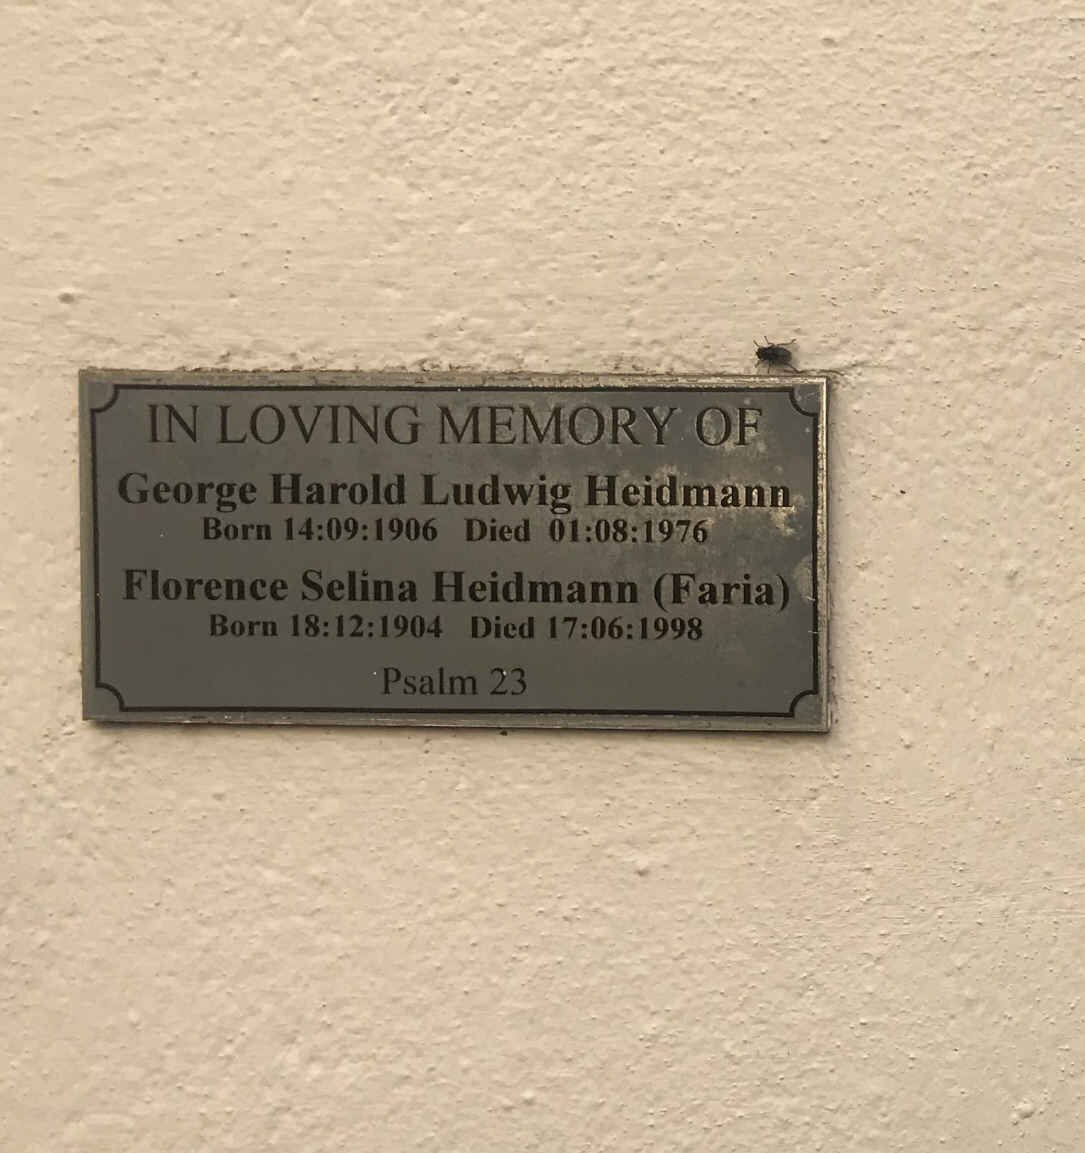 IN LOVING MEMORY OF
George Harold Ludwig Heidmann
Born 14:09:1906 Died 01:08:1976
Florence Selina Heidmann (Faria)
Born 18:12:1904 Died 17:06:1998
Psalm 23